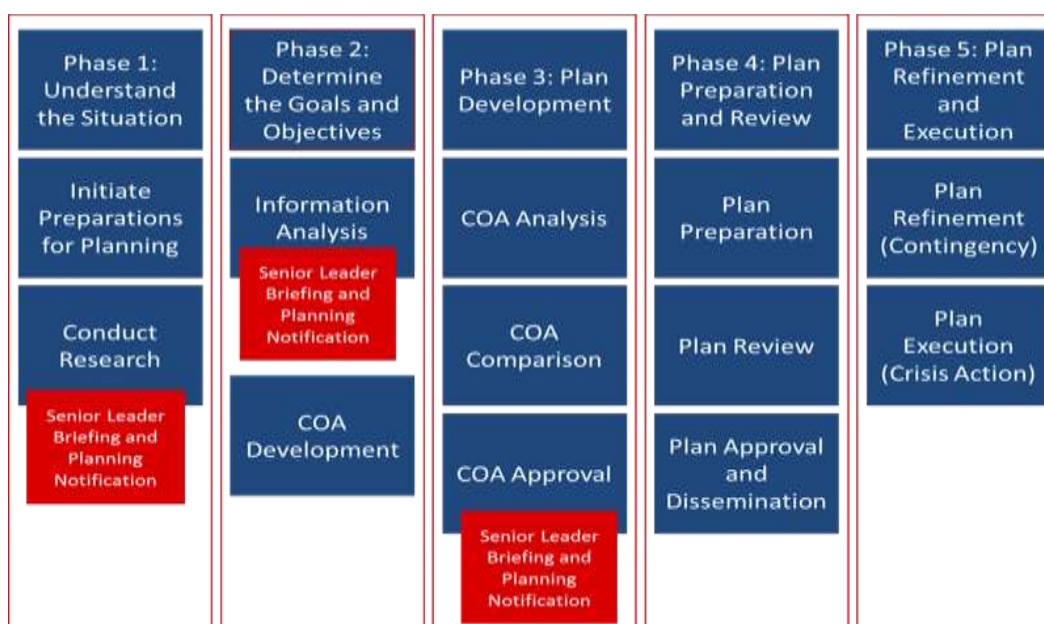 Phase 1:
Understand
the Situation
Initiate
Preparations
for Planning
Conduct
Research
Senior Leader
Briefing and
Planning
Notification
Phase 2:
Determine
the Goals and
Objectives
Information
Analysis
Senior Leader
Briefing and
Planning
Notification
COA
Development
Phase 3: Plan
Development
COA Analysis
COA
Comparison
COA Approval
Senior Leader
Briefing and
Planning
Notification
Phase 4: Plan
Preparation
and Review
Plan
Preparation
Plan Review
Plan Approval
and
Dissemination
Phase 5: Plan
Refinement
and
Execution
Plan
Refinement
(Contingency)
Plan
Execution
(Crisis Action)